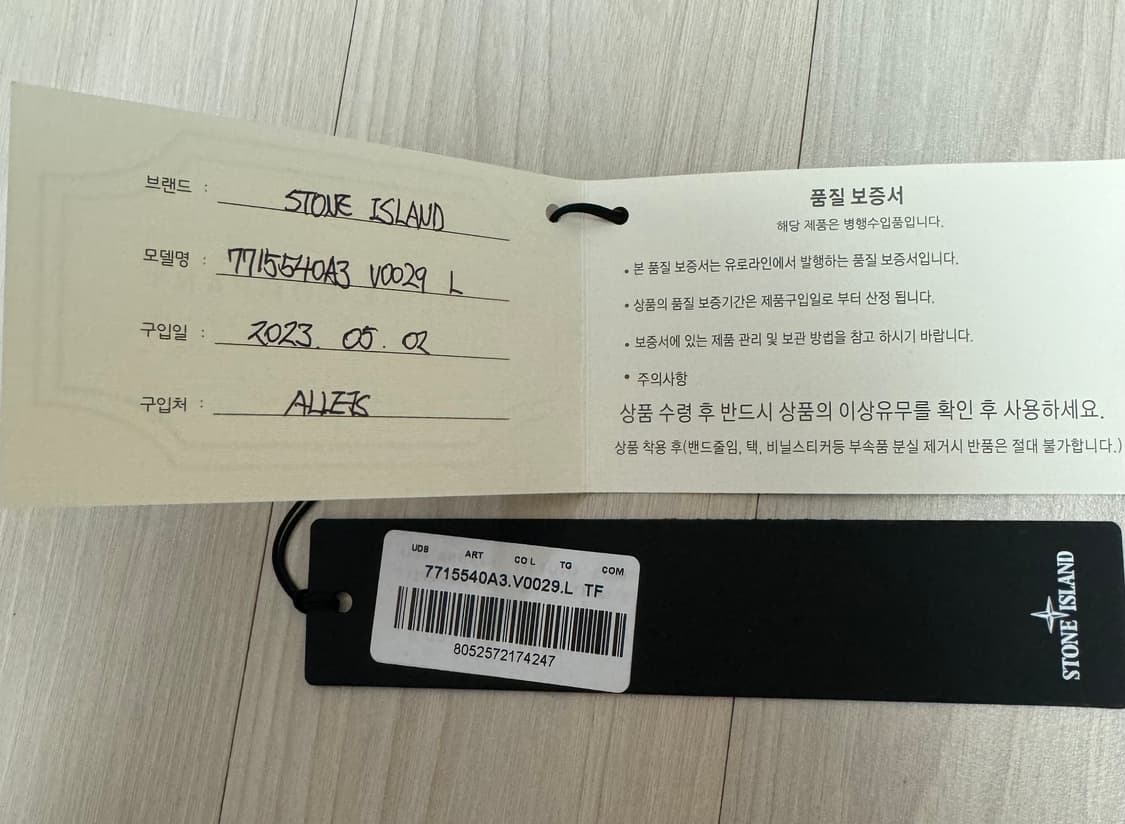 브랜드 : STONE ISLAND
모델명 : 7715540A3 V0029 L
구입일 : 2023. 05. 02
구입처 :
품질 보증서
해당 제품은 병행수입품입니다.
• 본 품질 보증서는 유로라인에서 발행하는 품질 보증서입니다.
• 상품의 품질 보증기간은 제품구입일로 부터 산정 됩니다.
• 보증서에 있는 제품 관리 및 보관 방법을 참고 하시기 바랍니다.
• 주의사항
상품 수령 후 반드시 상품의 이상유무를 확인 후 사용하세요.
상품 착용 후(밴드줄임, 택, 비닐스티커등 부속품 분실 제거시 반품은 절대 불가합니다.)
UDB ART COL TG COM
7715540A3.V0029.L TF
8052572174247
STONE ISLAND